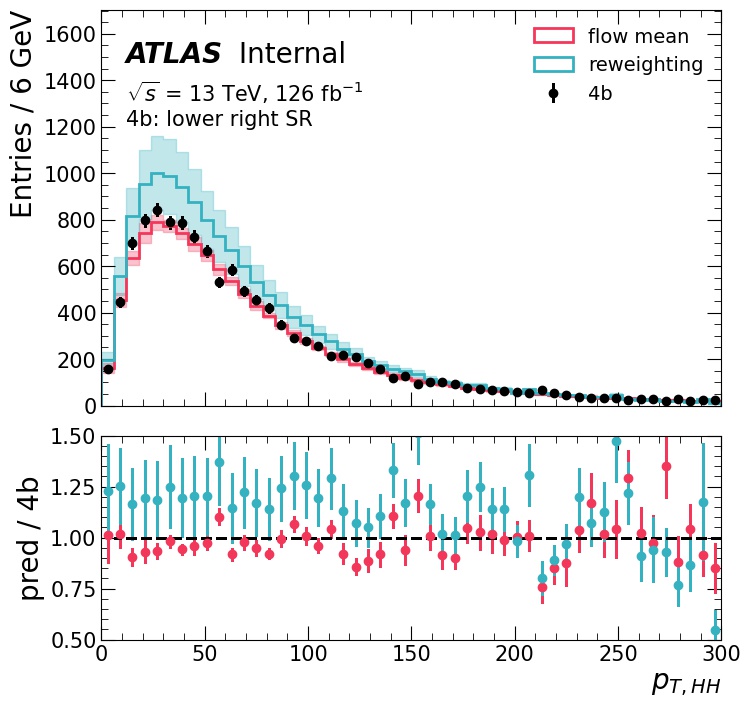 Entries / 6 GeV
1600
1400
1200
1000
800
600
400
200
0
ATLAS Internal
√s = 13 TeV, 126 fb⁻¹
4b: lower right SR
flow mean
reweighting
4b
pred / 4b
1.50
1.25
1.00
0.75
0.50
0 50 100 150 200 250 300
p_{T, HH}